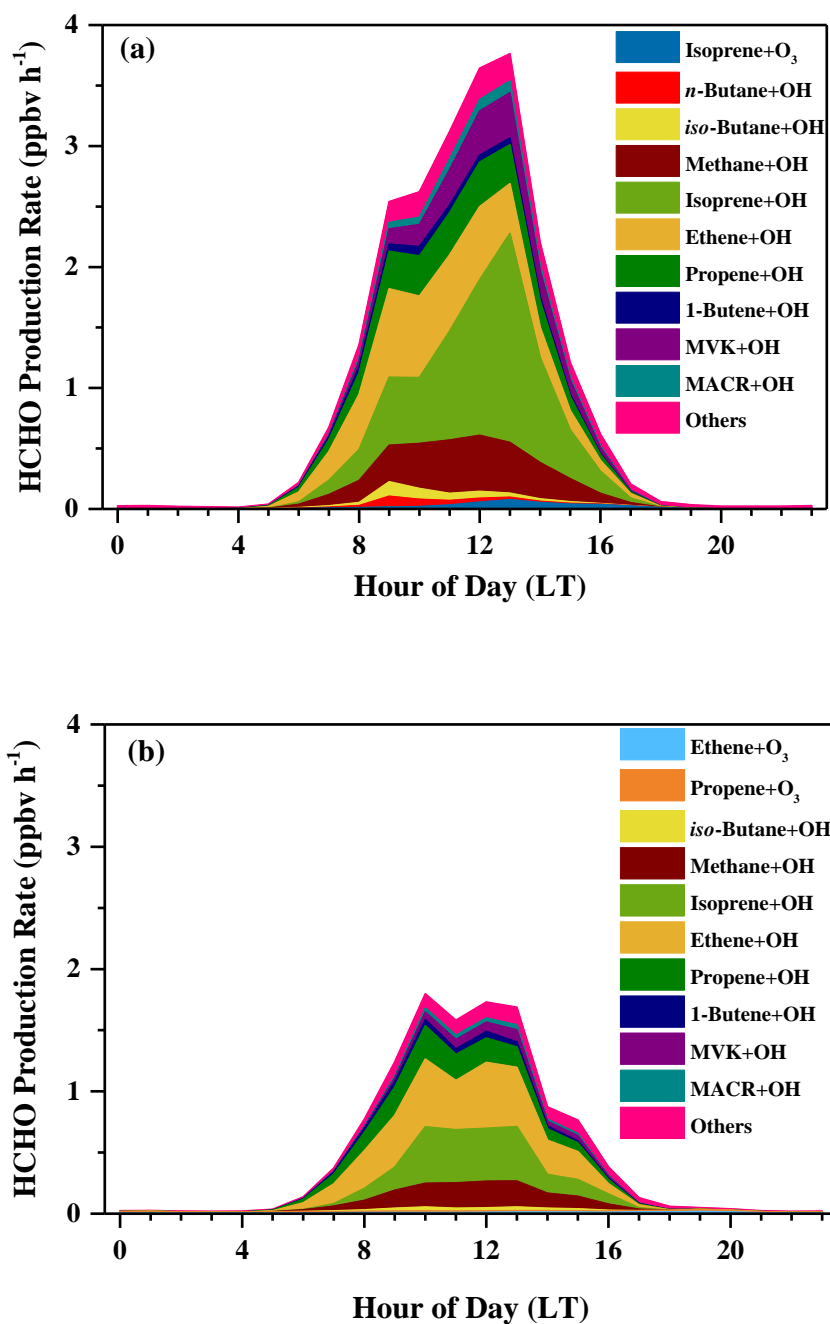 (a)
HCHO Production Rate (ppbv h⁻¹)
4
3
2
1
0
Isoprene+O₃
n-Butane+OH
iso-Butane+OH
Methane+OH
Isoprene+OH
Ethene+OH
Propene+OH
1-Butene+OH
MVK+OH
MACR+OH
Others
0 4 8 12 16 20
Hour of Day (LT)
(b)
HCHO Production Rate (ppbv h⁻¹)
4
3
2
1
0
Ethene+O₃
Propene+O₃
iso-Butane+OH
Methane+OH
Isoprene+OH
Ethene+OH
Propene+OH
1-Butene+OH
MVK+OH
MACR+OH
Others
0 4 8 12 16 20
Hour of Day (LT)